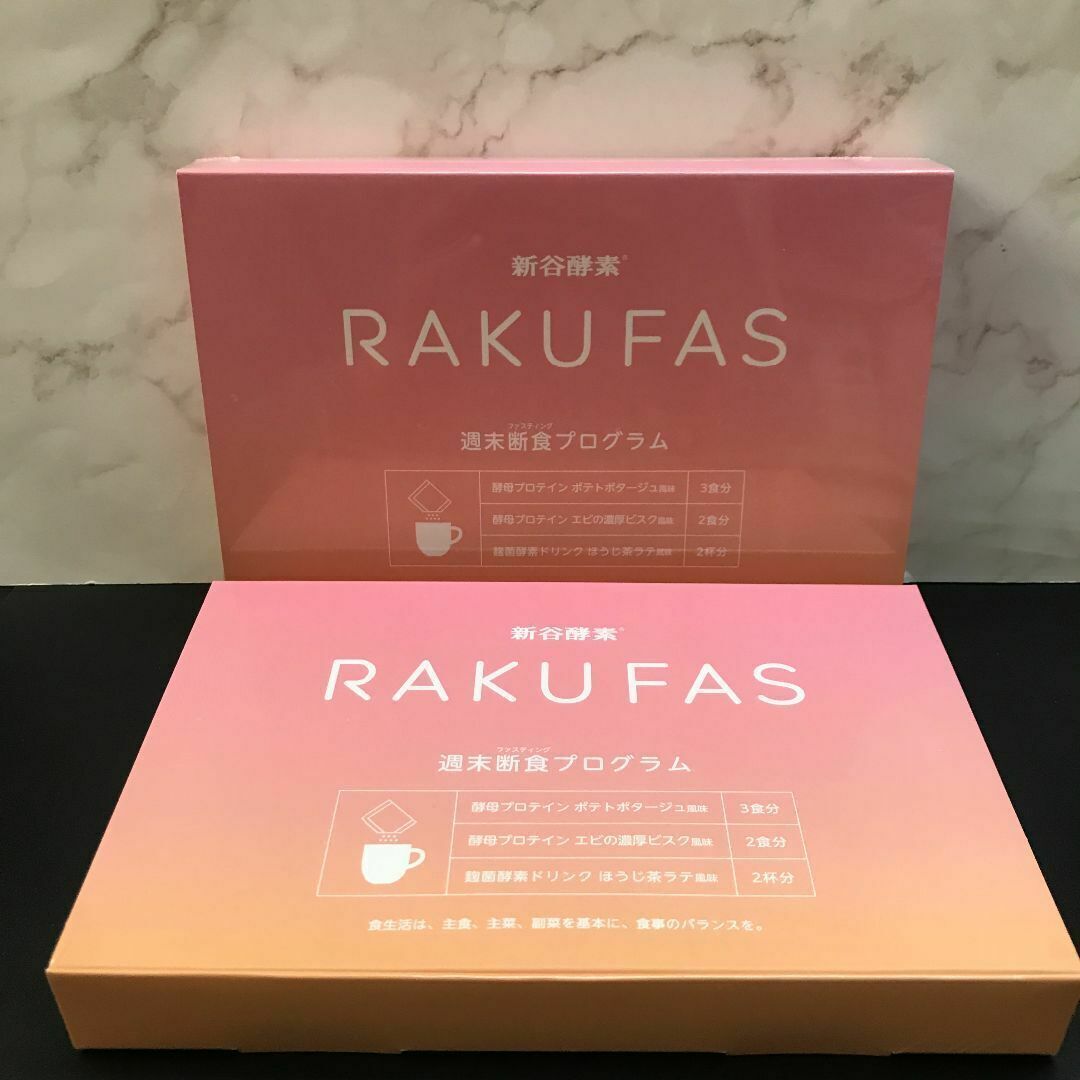 新谷酵素®
RAKUFAS
ファスティング
週末断食プログラム
酵母プロテイン ポテトポタージュ風味 3食分
酵母プロテイン エビの濃厚ビスク風味 2食分
麹菌酵素ドリンク ほうじ茶ラテ風味 2杯分
新谷酵素®
RAKUFAS
ファスティング
週末断食プログラム
酵母プロテイン ポテトポタージュ風味 3食分
酵母プロテイン エビの濃厚ビスク風味 2食分
麹菌酵素ドリンク ほうじ茶ラテ風味 2杯分
食生活は、主食、主菜、副菜を基本に、食事のバランスを。